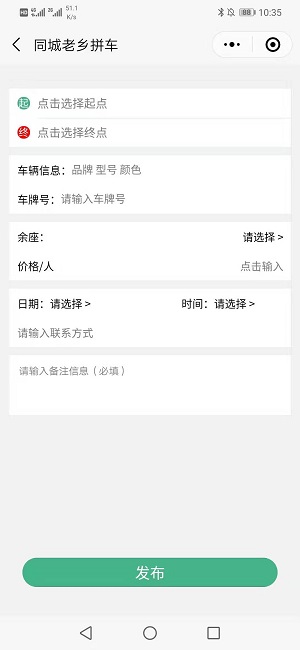 HD 4G 2G 51.1 K/s 88 10:35
同城老乡拼车
起 点击选择起点
终 点击选择终点
车辆信息: 品牌 型号 颜色
车牌号: 请输入车牌号
余座: 请选择 >
价格/人 点击输入
日期: 请选择 > 时间: 请选择 >
请输入联系方式
请输入备注信息（必填）
发布